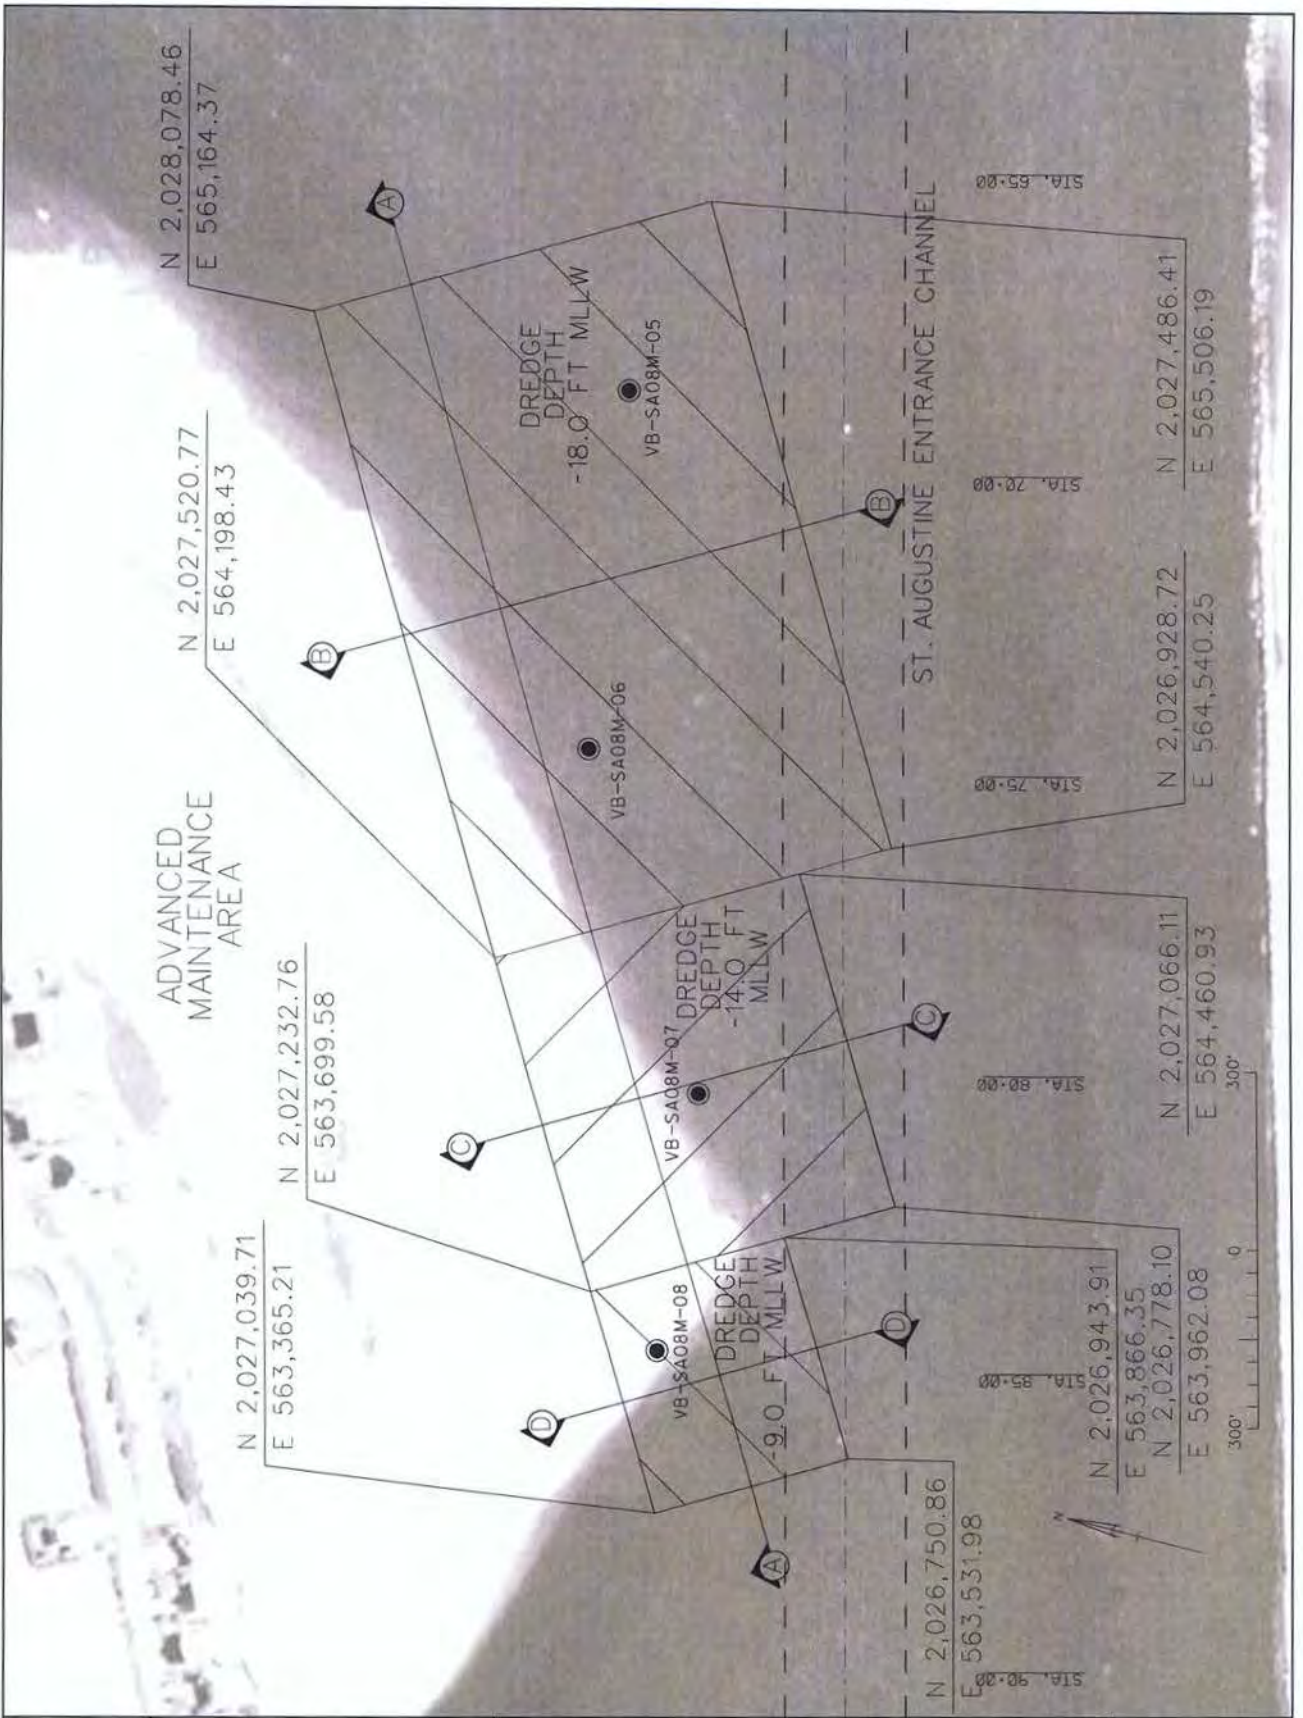 N 2,028,078.46
E 565,164.37
N 2,027,520.77
E 564,198.43
ADVANCED
MAINTENANCE
AREA
N 2,027,232.76
E 563,699.58
N 2,027,039.71
E 563,365.21
A
B
C
D
DREDGE
DEPTH
-18.0 FT MLLW
VB-SA08M-05
VB-SA08M-06
DREDGE
DEPTH
-14.0 FT
MLLW
VB-SA08M-07
DREDGE
DEPTH
-9.0 FT MLLW
VB-SA08M-08
A
B
C
D
ST. AUGUSTINE ENTRANCE CHANNEL
STA. 65+00
STA. 70+00
STA. 75+00
STA. 80+00
STA. 85+00
STA. 90+00
N 2,027,486.41
E 565,506.19
N 2,026,928.72
E 564,540.25
N 2,027,066.11
E 564,460.93
N 2,026,943.91
E 563,866.35
N 2,026,778.10
E 563,962.08
N 2,026,750.86
E 563,531.98
N
300'
0
300'